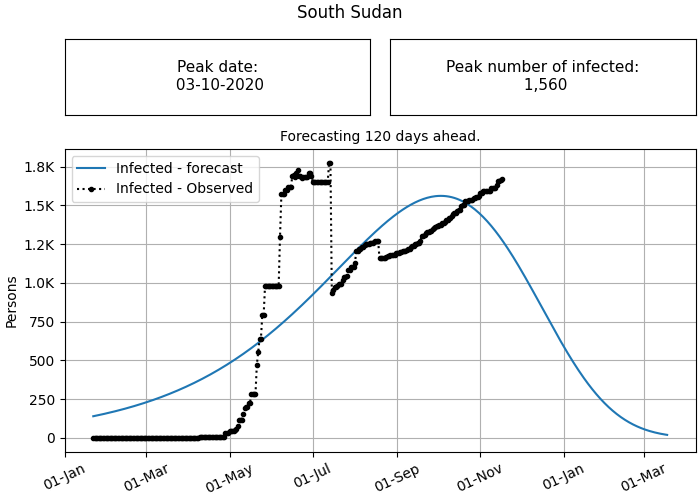 South Sudan
Peak date:
03-10-2020
Peak number of infected:
1,560
Forecasting 120 days ahead.
Infected - forecast
Infected - Observed
1.8K
1.5K
1.2K
1.0K
750
500
250
0
Persons
01-Jan
01-Mar
01-May
01-Jul
01-Sep
01-Nov
01-Jan
01-Mar